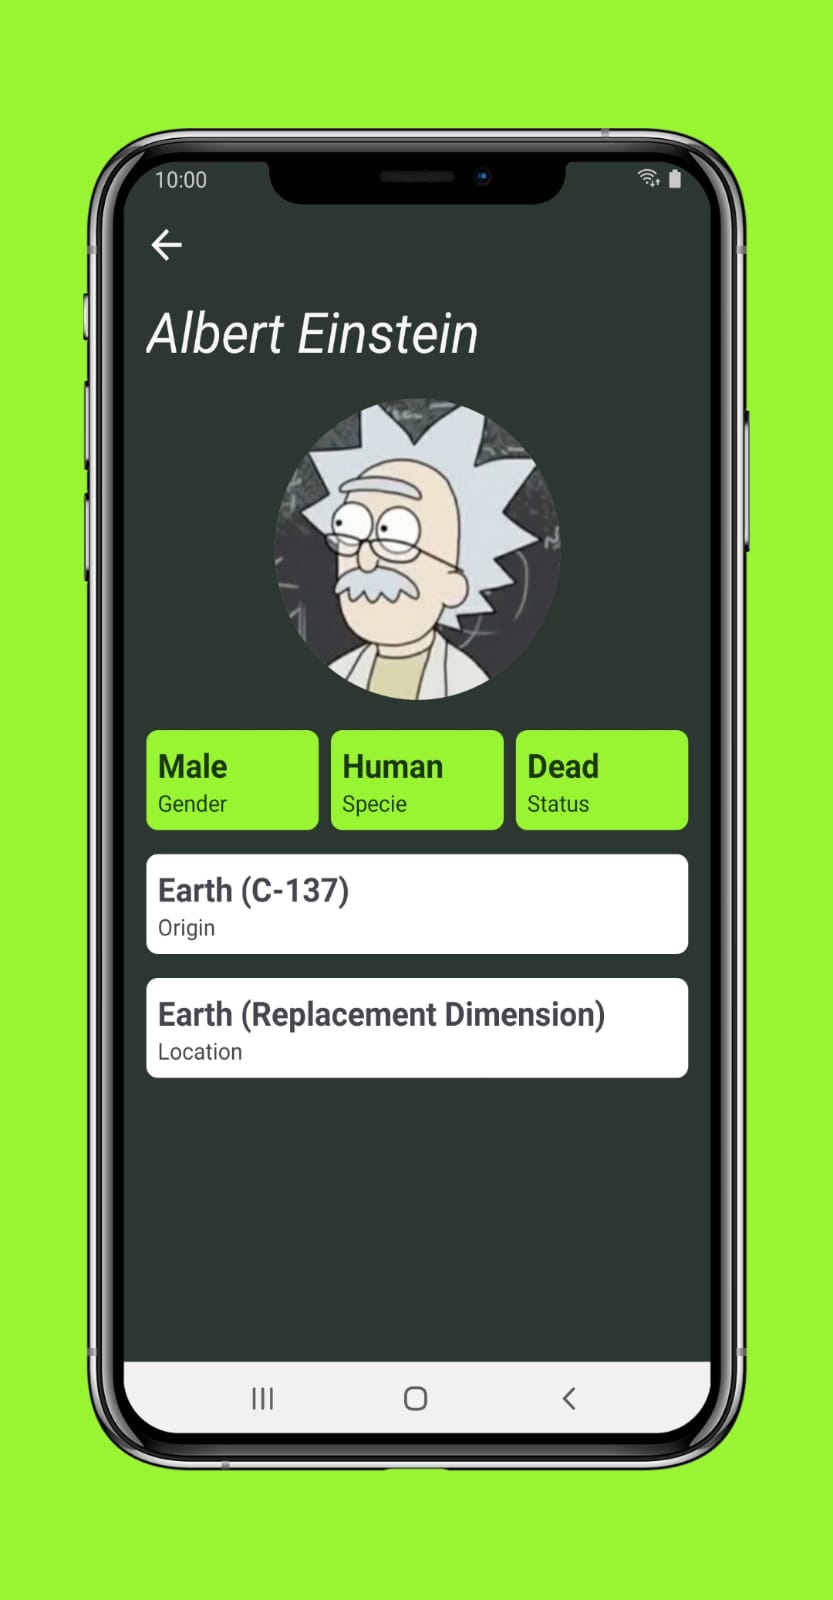 10:00
Albert Einstein
Male
Gender
Human
Specie
Dead
Status
Earth (C-137)
Origin
Earth (Replacement Dimension)
Location